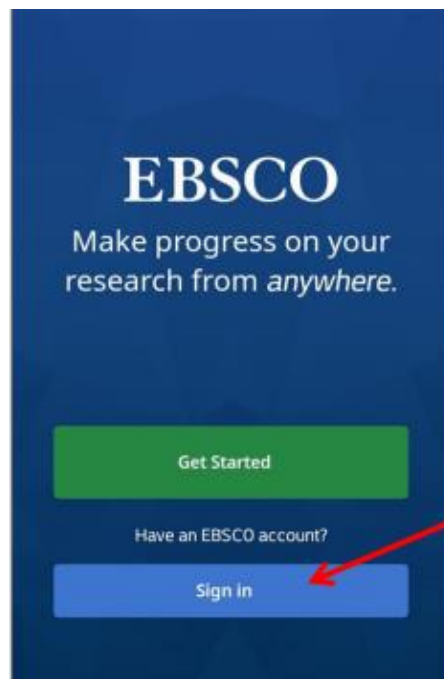 EBSCO
Make progress on your
research from anywhere.
Get Started
Have an EBSCO account?
Sign in